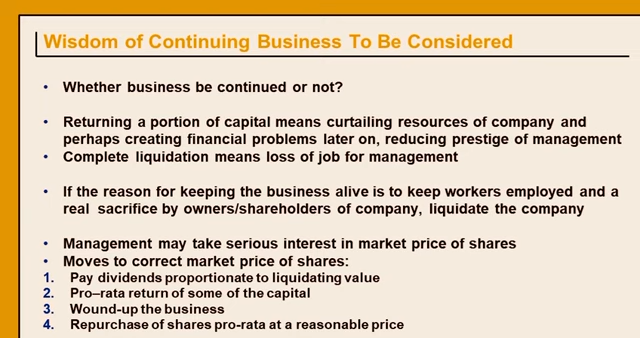 Wisdom of Continuing Business To Be Considered
• Whether business be continued or not?
• Returning a portion of capital means curtailing resources of company and
perhaps creating financial problems later on, reducing prestige of management
• Complete liquidation means loss of job for management
• If the reason for keeping the business alive is to keep workers employed and a
real sacrifice by owners/shareholders of company, liquidate the company
• Management may take serious interest in market price of shares
• Moves to correct market price of shares:
1. Pay dividends proportionate to liquidating value
2. Pro–rata return of some of the capital
3. Wound-up the business
4. Repurchase of shares pro-rata at a reasonable price